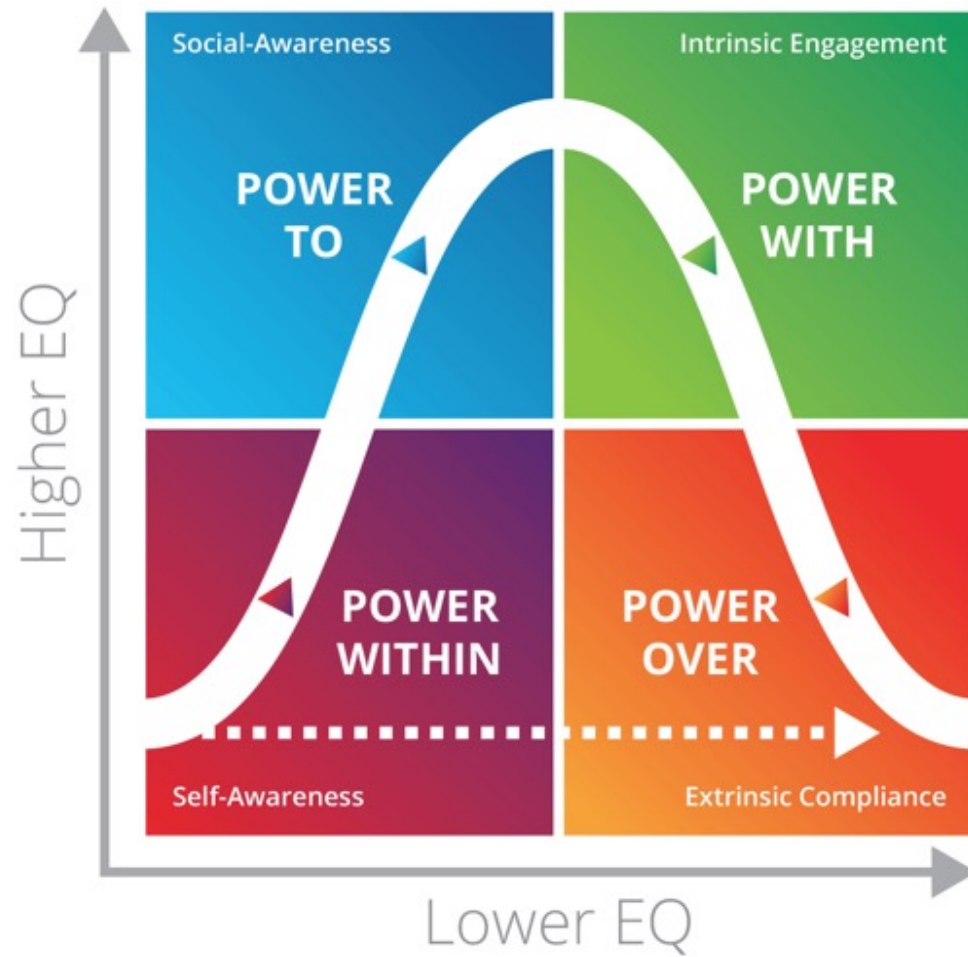 Social-Awareness
Intrinsic Engagement
POWER
TO
POWER
WITH
Higher EQ
POWER
WITHIN
POWER
OVER
Self-Awareness
Extrinsic Compliance
Lower EQ